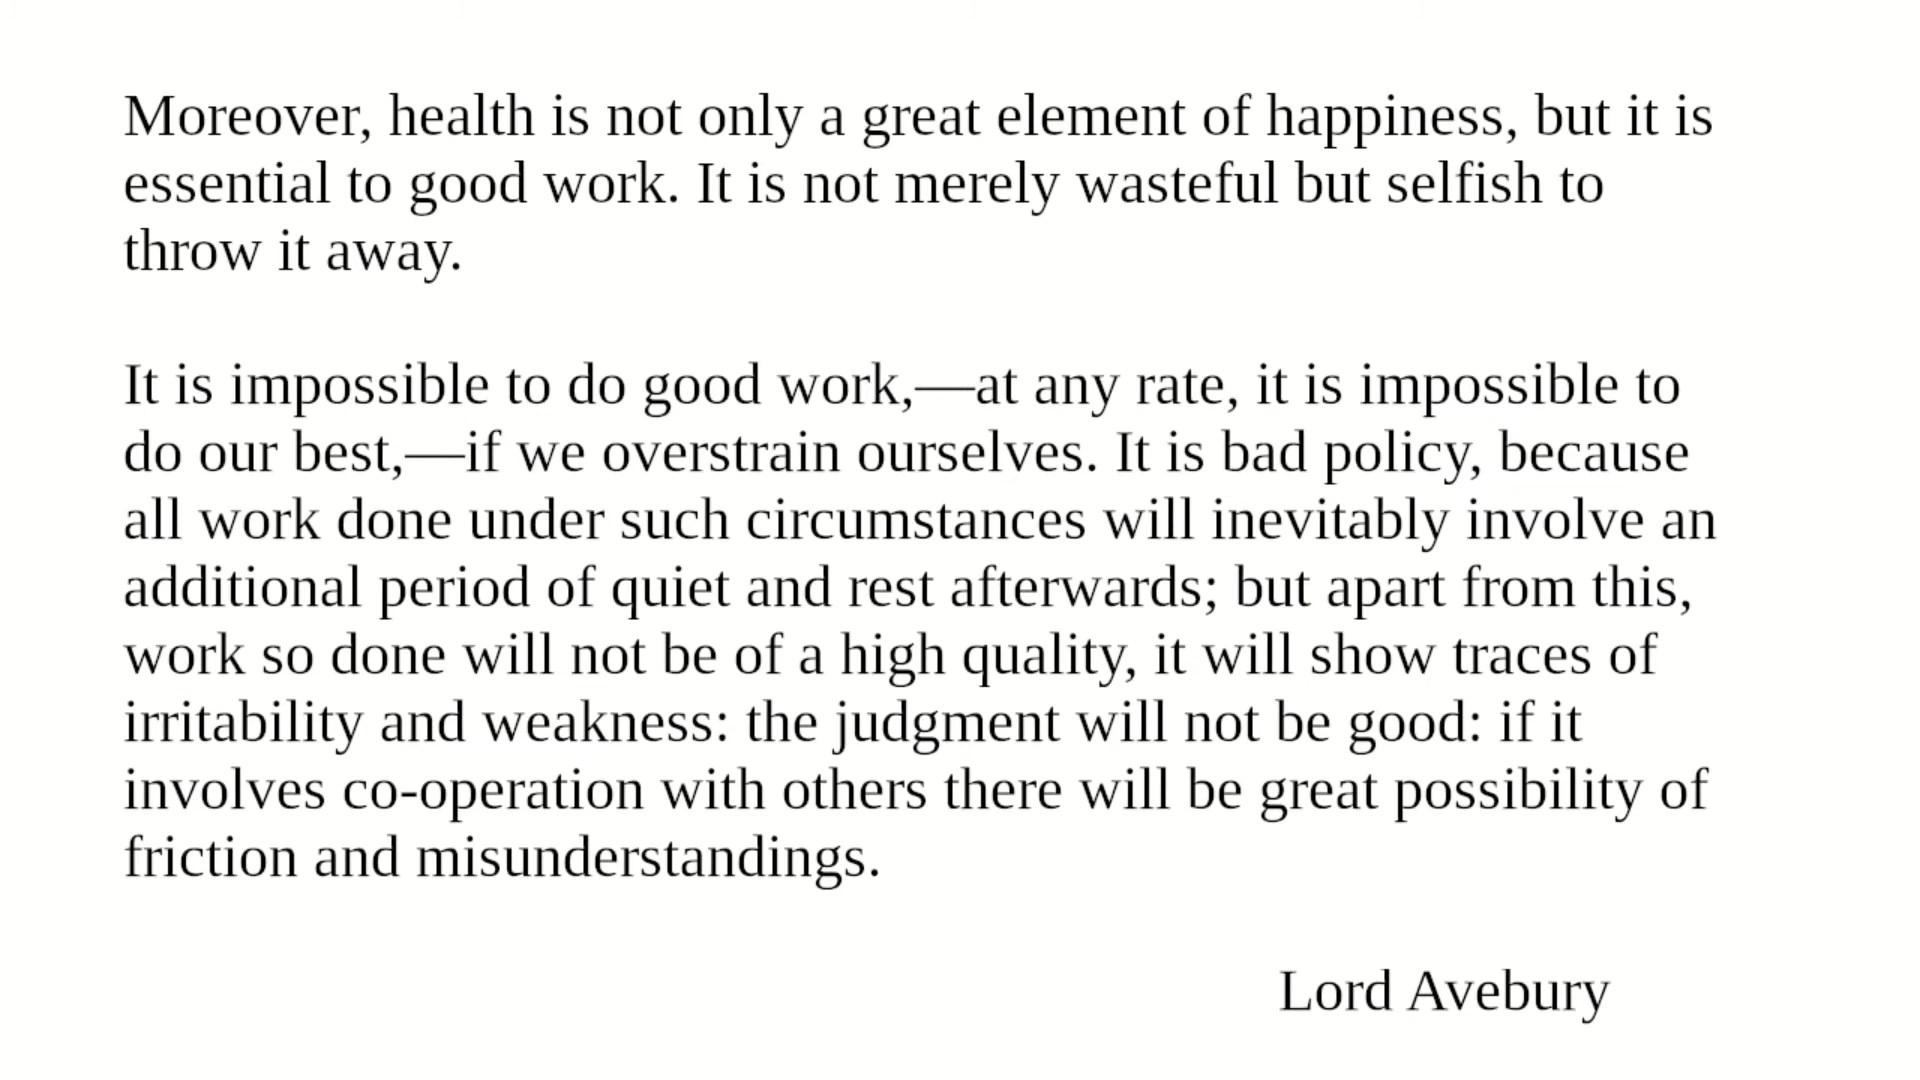 Moreover, health is not only a great element of happiness, but it is
essential to good work. It is not merely wasteful but selfish to
throw it away.
It is impossible to do good work,—at any rate, it is impossible to
do our best,—if we overstrain ourselves. It is bad policy, because
all work done under such circumstances will inevitably involve an
additional period of quiet and rest afterwards; but apart from this,
work so done will not be of a high quality, it will show traces of
irritability and weakness: the judgment will not be good: if it
involves co-operation with others there will be great possibility of
friction and misunderstandings.
Lord Avebury